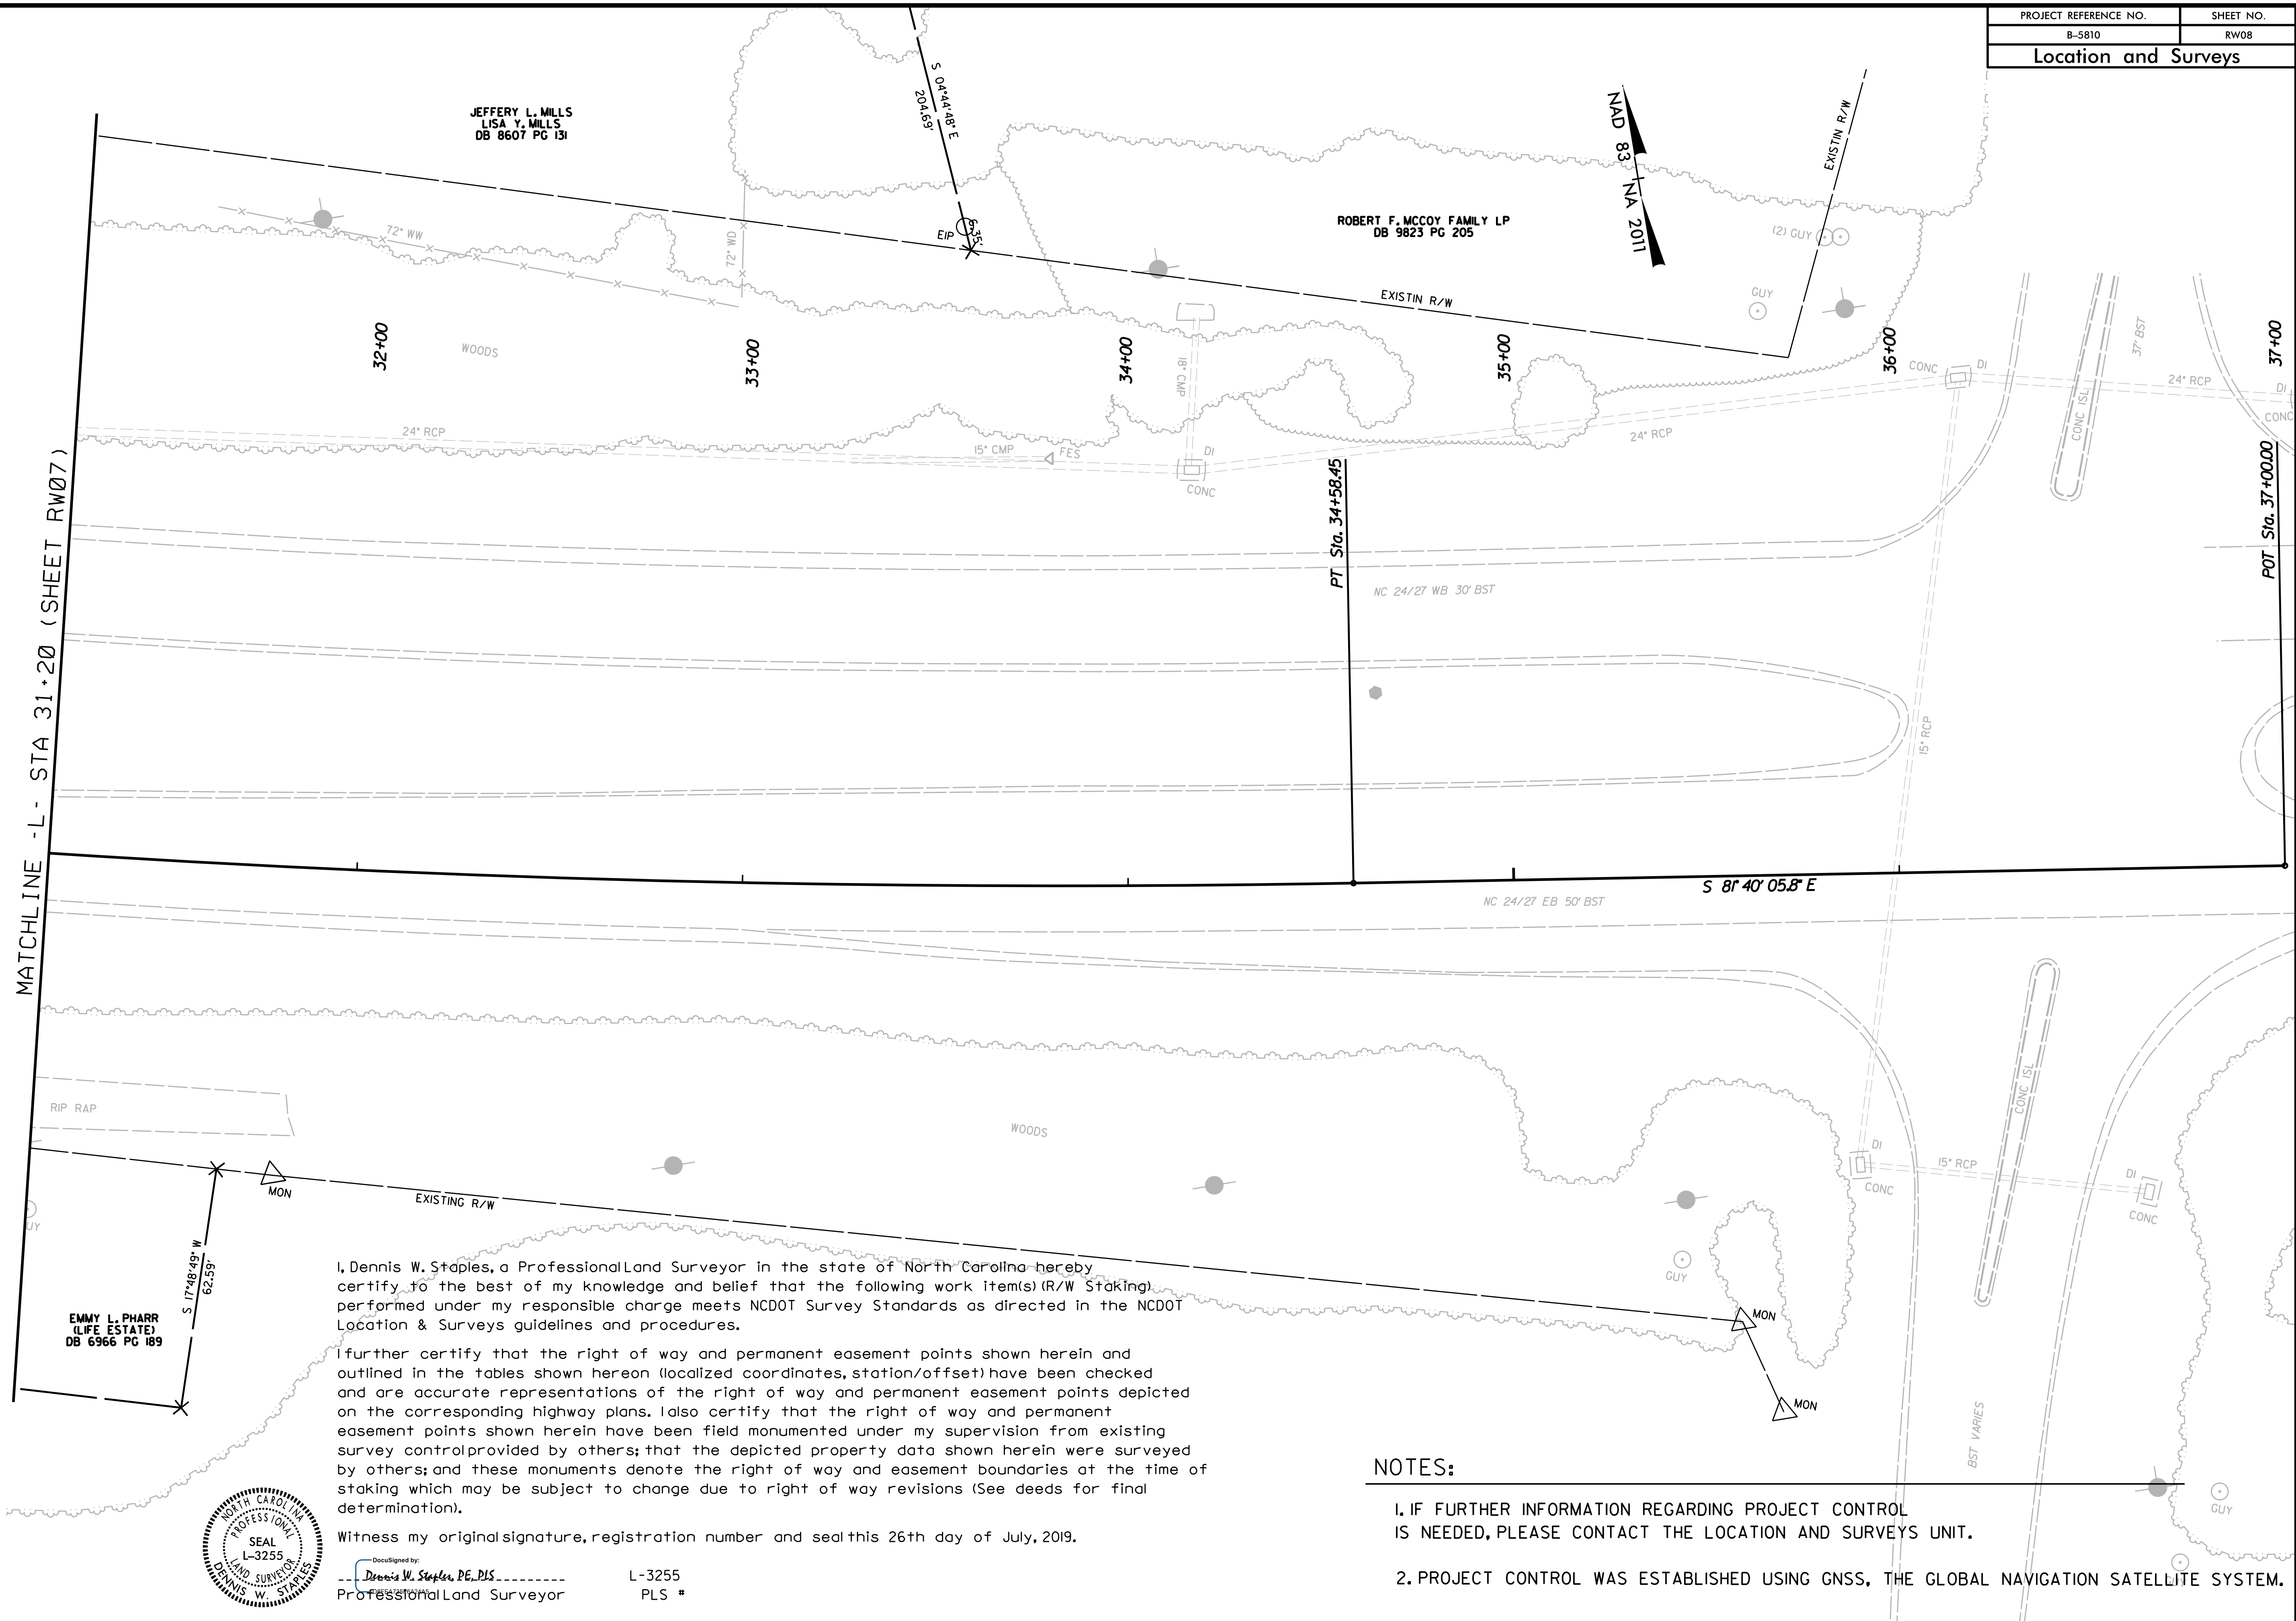 PROJECT REFERENCE NO.
SHEET NO.
B-5810
RW08
Location and Surveys
JEFFERY L. MILLS
LISA Y. MILLS
DB 8607 PG 131
S 04°44'48" E
204.69'
6.35'
EIP
NAD 83 NA 2011
EXISTIN R/W
ROBERT F. MCCOY FAMILY LP
DB 9823 PG 205
(2) GUY
GUY
72" WW
72" WD
EXISTIN R/W
32+00
33+00
34+00
35+00
36+00
37+00
WOODS
18" CMP
CONC
DI
24" RCP
37' BST
CONC ISL
DI
CONC
24" RCP
15" CMP
FES
DI
CONC
24" RCP
PT Sta. 34+58.45
POT Sta. 37+00.00
MATCHLINE -L- STA 31+20 (SHEET RW07)
NC 24/27 WB 30' BST
15" RCP
S 81° 40' 05.8" E
NC 24/27 EB 50' BST
RIP RAP
WOODS
CONC ISL
DI
15" RCP
DI
CONC
CONC
MON
EXISTING R/W
UY
S 17°48'49" W
62.59'
EMMY L. PHARR
(LIFE ESTATE)
DB 6966 PG 189
GUY
MON
MON
BST VARIES
GUY
I, Dennis W. Staples, a Professional Land Surveyor in the state of North Carolina hereby
certify to the best of my knowledge and belief that the following work item(s) (R/W Staking)
performed under my responsible charge meets NCDOT Survey Standards as directed in the NCDOT
Location & Surveys guidelines and procedures.
I further certify that the right of way and permanent easement points shown herein and
outlined in the tables shown hereon (localized coordinates, station/offset) have been checked
and are accurate representations of the right of way and permanent easement points depicted
on the corresponding highway plans. I also certify that the right of way and permanent
easement points shown herein have been field monumented under my supervision from existing
survey control provided by others; that the depicted property data shown herein were surveyed
by others; and these monuments denote the right of way and easement boundaries at the time of
staking which may be subject to change due to right of way revisions (See deeds for final
determination).
Witness my original signature, registration number and seal this 26th day of July, 2019.
NORTH CAROLINA
PROFESSIONAL
SEAL
L-3255
LAND SURVEYOR
DENNIS W. STAPLES
DocuSigned by:
Dennis W. Staples, PE, PLS
L-3255
Professional Land Surveyor
PLS #
NOTES:
1. IF FURTHER INFORMATION REGARDING PROJECT CONTROL
IS NEEDED, PLEASE CONTACT THE LOCATION AND SURVEYS UNIT.
2. PROJECT CONTROL WAS ESTABLISHED USING GNSS, THE GLOBAL NAVIGATION SATELLITE SYSTEM.